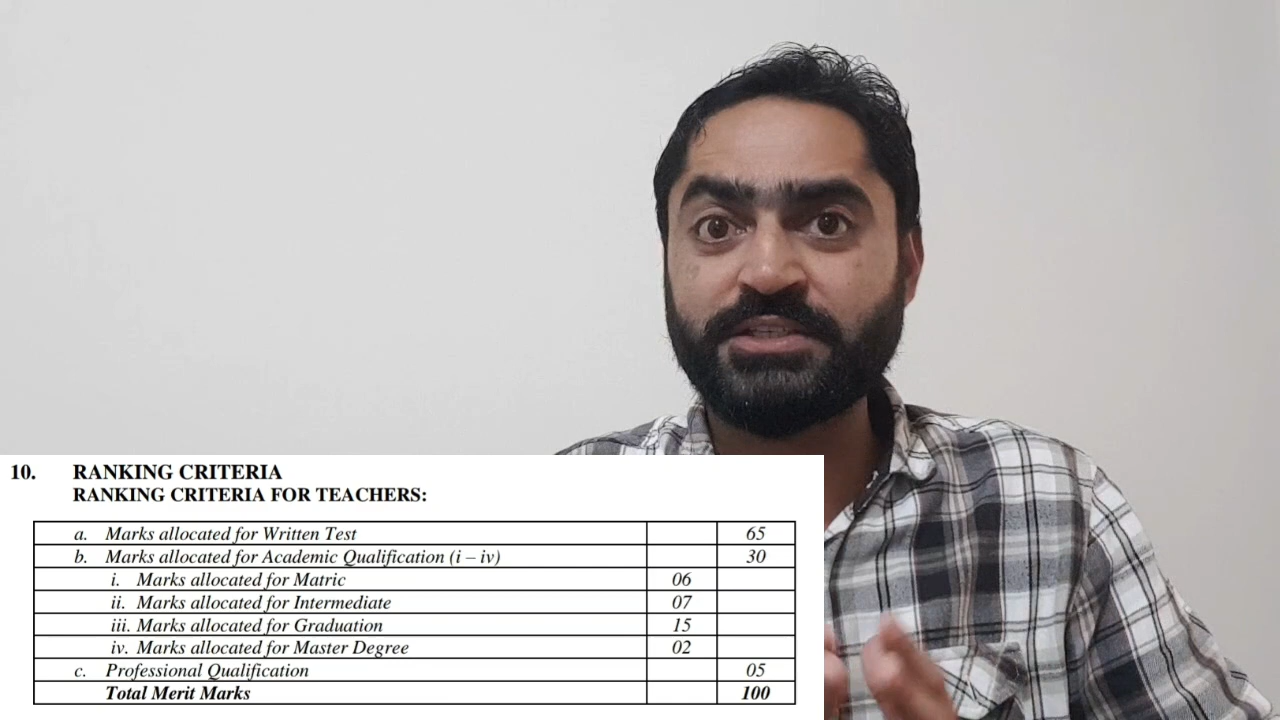 10. RANKING CRITERIA
RANKING CRITERIA FOR TEACHERS:
a. Marks allocated for Written Test 65
b. Marks allocated for Academic Qualification (i – iv) 30
i. Marks allocated for Matric 06
ii. Marks allocated for Intermediate 07
iii. Marks allocated for Graduation 15
iv. Marks allocated for Master Degree 02
c. Professional Qualification 05
Total Merit Marks 100